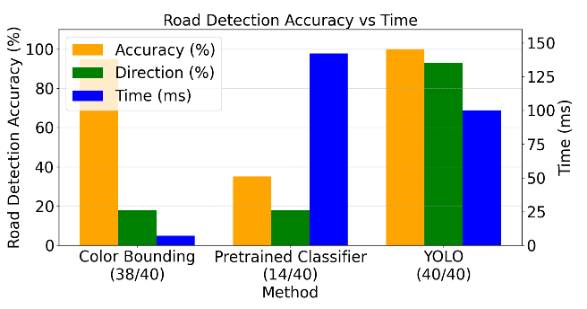 Road Detection Accuracy vs Time
Road Detection Accuracy (%)
100
80
60
40
20
0
Accuracy (%)
Direction (%)
Time (ms)
150
125
100
75
50
25
0
Time (ms)
Color Bounding
(38/40)
Pretrained Classifier
(14/40)
YOLO
(40/40)
Method